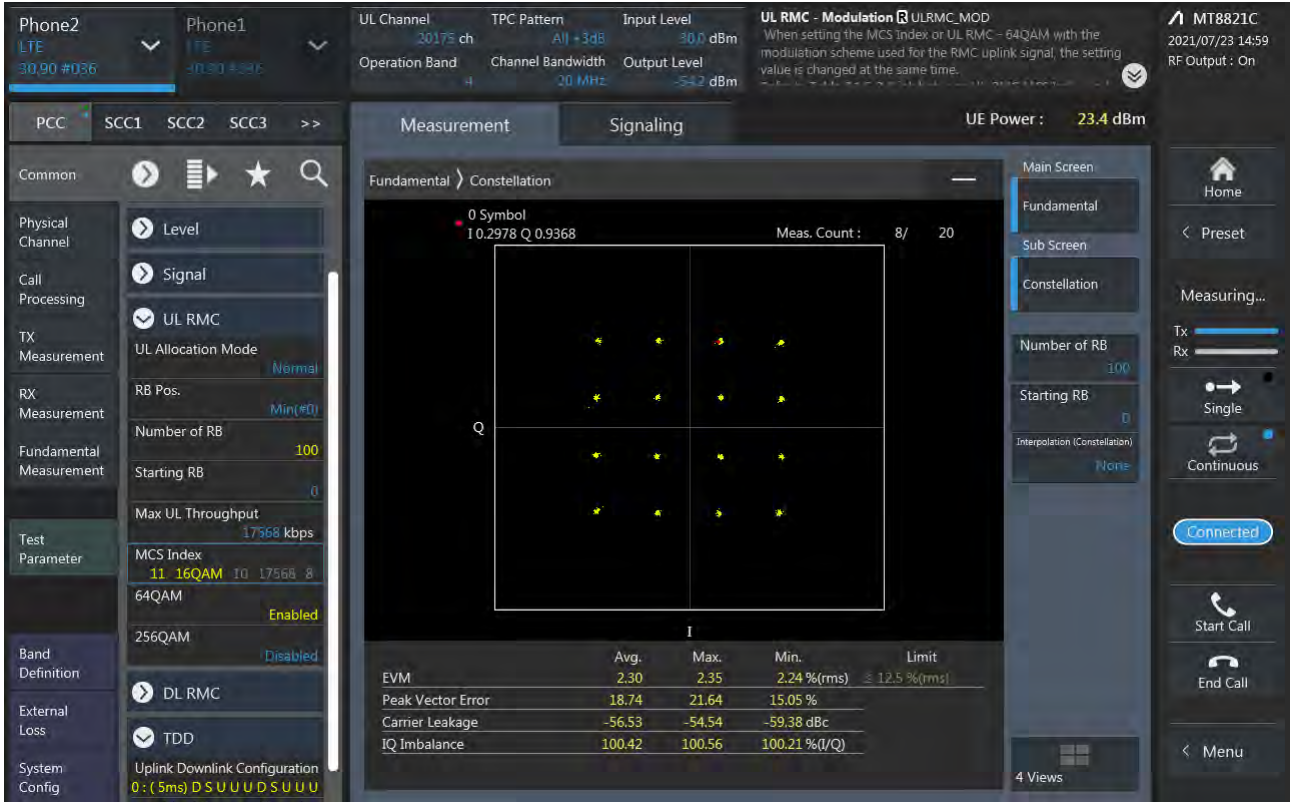 Phone2
LTE
30.90 #036
Phone1
LTE
UL Channel
20175 ch
Operation Band
4
TPC Pattern
All +3dB
Channel Bandwidth
20 MHz
Input Level
30.0 dBm
Output Level
-54.2 dBm
UL RMC - Modulation R ULRMC_MOD
When setting the MCS Index or UL RMC - 64QAM with the
modulation scheme used for the RMC uplink signal, the setting
value is changed at the same time.
MT8821C
2021/07/23 14:59
RF Output : On
PCC SCC1 SCC2 SCC3 >>
Measurement
Signaling
UE Power : 23.4 dBm
Common
Physical
Channel
Call
Processing
TX
Measurement
RX
Measurement
Fundamental
Measurement
Test
Parameter
Band
Definition
External
Loss
System
Config
Level
Signal
UL RMC
UL Allocation Mode
Normal
RB Pos.
Min(#0)
Number of RB
100
Starting RB
0
Max UL Throughput
17568 kbps
MCS Index
11 16QAM 10 17568 8
64QAM
Enabled
256QAM
Disabled
DL RMC
TDD
Uplink Downlink Configuration
0 : ( 5ms) D S U U U D S U U U
Fundamental 〉 Constellation
0 Symbol
I 0.2978 Q 0.9368
Meas. Count : 8/ 20
Q
I
Avg. Max. Min. Limit
EVM 2.30 2.35 2.24 %(rms) ≤ 12.5 %(rms)
Peak Vector Error 18.74 21.64 15.05 %
Carrier Leakage -56.53 -54.54 -59.38 dBc
IQ Imbalance 100.42 100.56 100.21 %(I/Q)
Main Screen
Fundamental
Sub Screen
Constellation
Number of RB
100
Starting RB
0
Interpolation (Constellation)
None
4 Views
Home
< Preset
Measuring...
Tx
Rx
Single
Continuous
Connected
Start Call
End Call
< Menu